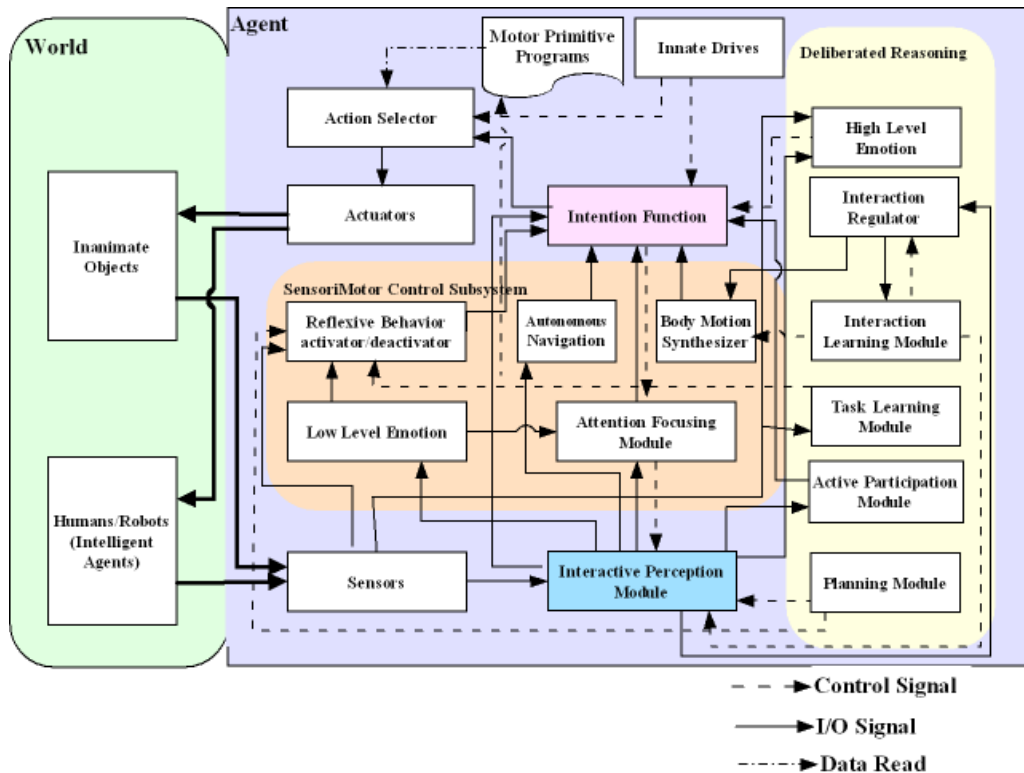 World
Agent
Motor Primitive
Programs
Innate Drives
Deliberated Reasoning
Action Selector
High Level
Emotion
Inanimate
Objects
Actuators
Intention Function
Interaction
Regulator
SensoriMotor Control Subsystem
Reflexive Behavior
activator/deactivator
Autonomous
Navigation
Body Motion
Synthesizer
Interaction
Learning Module
Low Level Emotion
Attention Focusing
Module
Task Learning
Module
Humans/Robots
(Intelligent
Agents)
Active Participation
Module
Sensors
Interactive Perception
Module
Planning Module
Control Signal
I/O Signal
Data Read